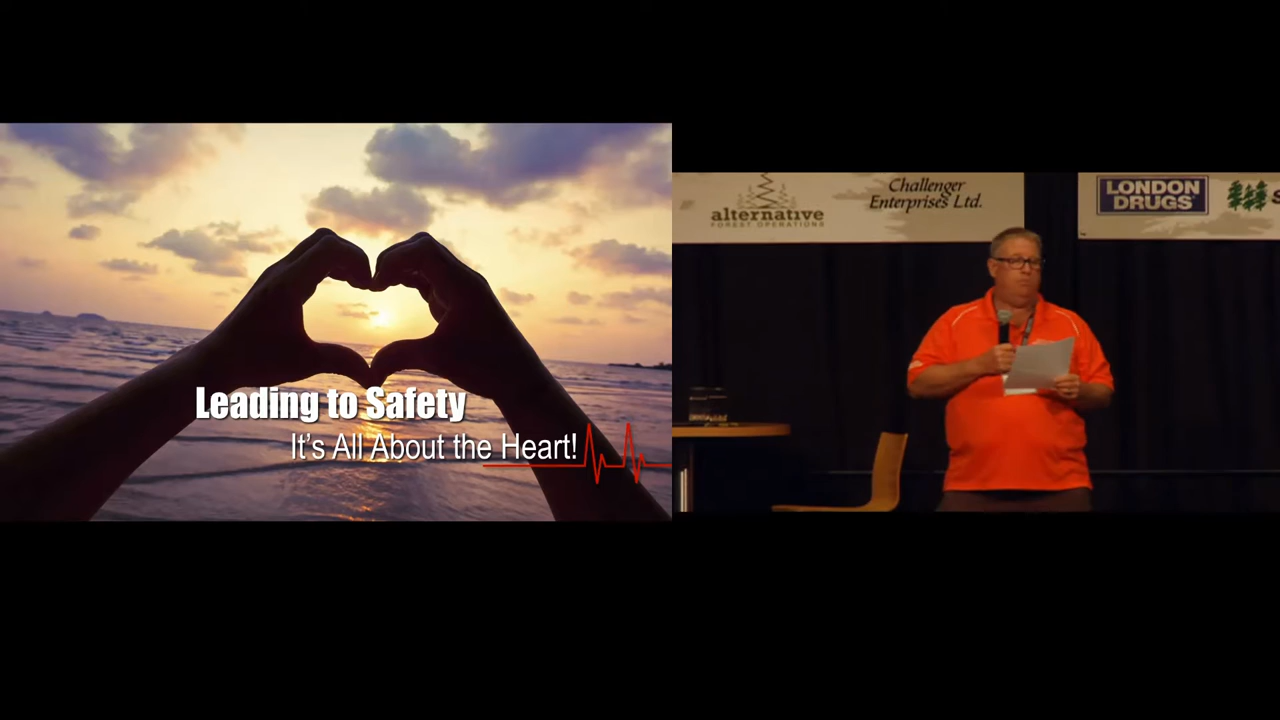 Leading to Safety
It's All About the Heart!
alternative
FOREST OPERATIONS
Challenger
Enterprises Ltd.
LONDON
DRUGS
S